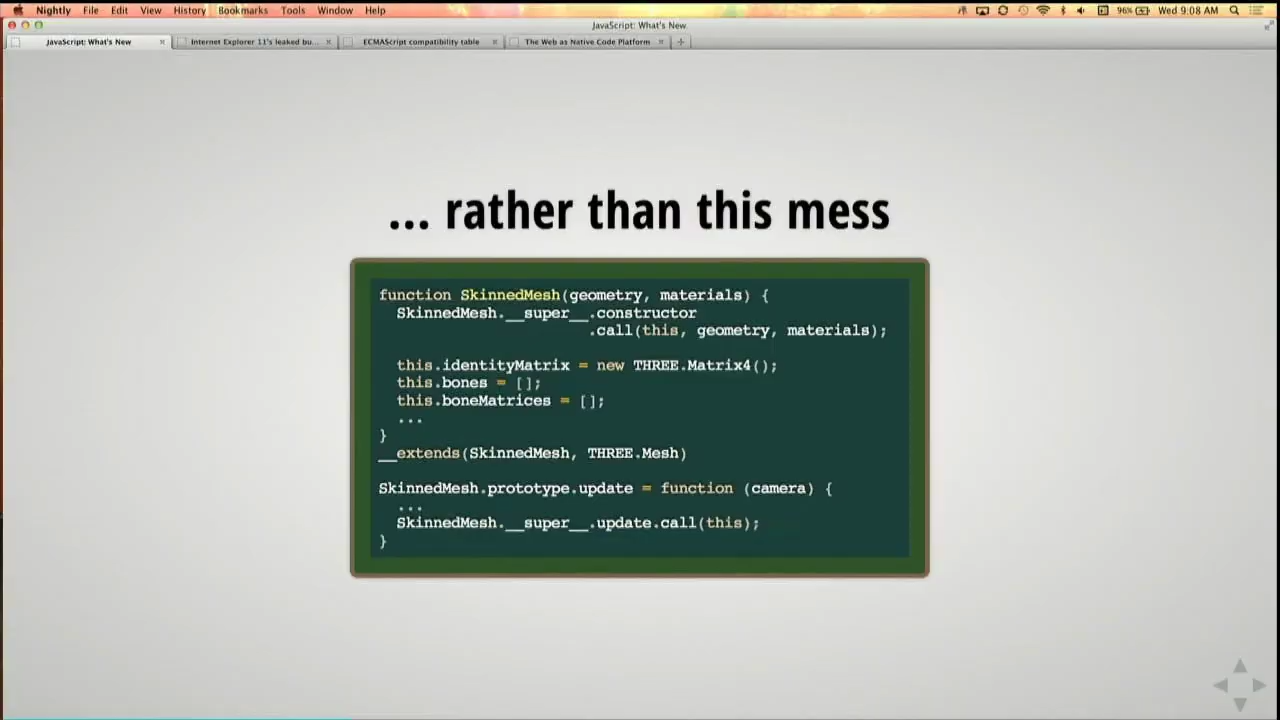 Nightly File Edit View History Bookmarks Tools Window Help 96% Wed 9:08 AM
JavaScript: What's New
JavaScript: What's New Internet Explorer 11's leaked bu... ECMAScript compatibility table The Web as Native Code Platform
... rather than this mess
function SkinnedMesh(geometry, materials) {
SkinnedMesh.__super__.constructor
.call(this, geometry, materials);
this.identityMatrix = new THREE.Matrix4();
this.bones = [];
this.boneMatrices = [];
...
}
__extends(SkinnedMesh, THREE.Mesh)
SkinnedMesh.prototype.update = function (camera) {
...
SkinnedMesh.__super__.update.call(this);
}